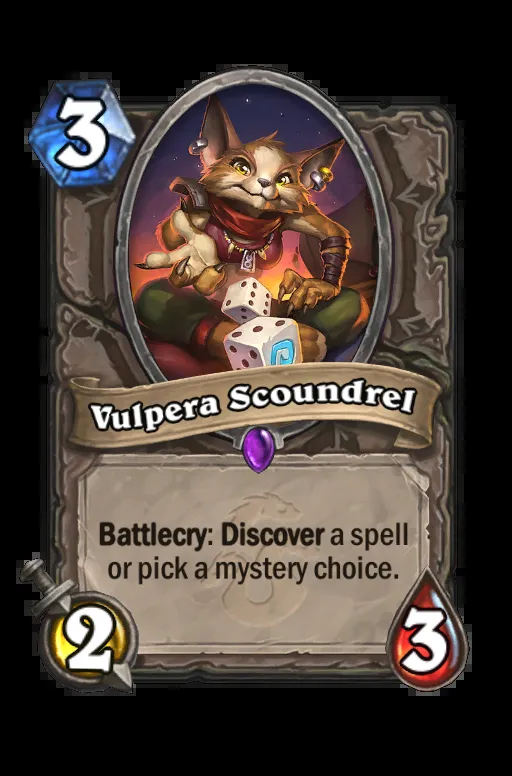 3
Vulpera Scoundrel
Battlecry: Discover a spell
or pick a mystery choice.
2
3